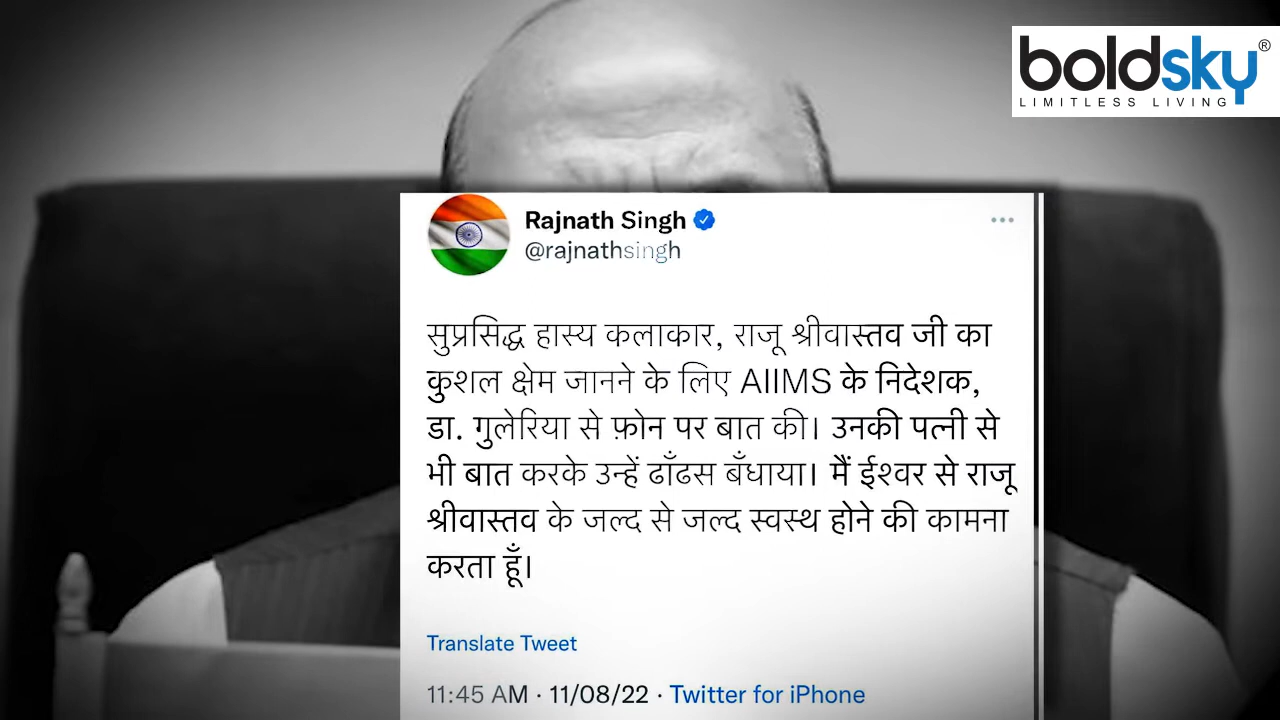 boldsky®
LIMITLESS LIVING
Rajnath Singh
@rajnathsingh
सुप्रसिद्ध हास्य कलाकार, राजू श्रीवास्तव जी का
कुशल क्षेम जानने के लिए AIIMS के निदेशक,
डा. गुलेरिया से फ़ोन पर बात की। उनकी पत्नी से
भी बात करके उन्हें ढाँढस बँधाया। मैं ईश्वर से राजू
श्रीवास्तव के जल्द से जल्द स्वस्थ होने की कामना
करता हूँ।
Translate Tweet
11:45 AM · 11/08/22 · Twitter for iPhone